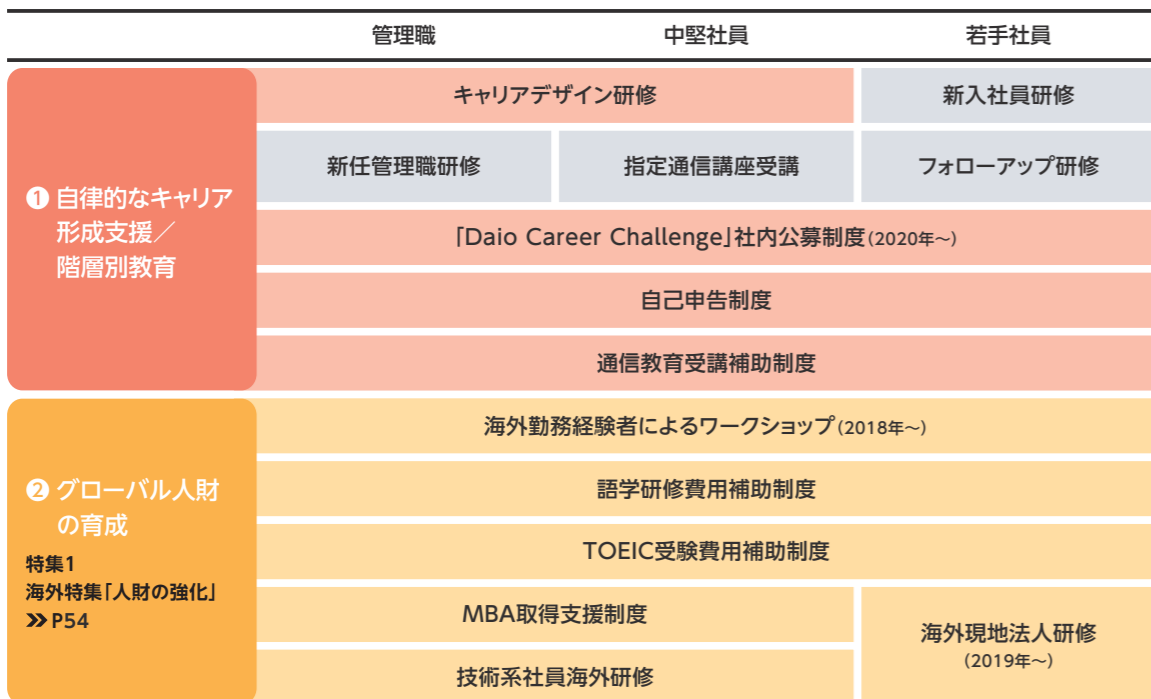 管理職 中堅社員 若手社員
❶ 自律的なキャリア
形成支援／
階層別教育
キャリアデザイン研修 新入社員研修
新任管理職研修 指定通信講座受講 フォローアップ研修
「Daio Career Challenge」社内公募制度(2020年～)
自己申告制度
通信教育受講補助制度
❷ グローバル人財
の育成
特集1
海外特集「人財の強化」
≫ P54
海外勤務経験者によるワークショップ(2018年～)
語学研修費用補助制度
TOEIC受験費用補助制度
MBA取得支援制度
技術系社員海外研修
海外現地法人研修
(2019年～)